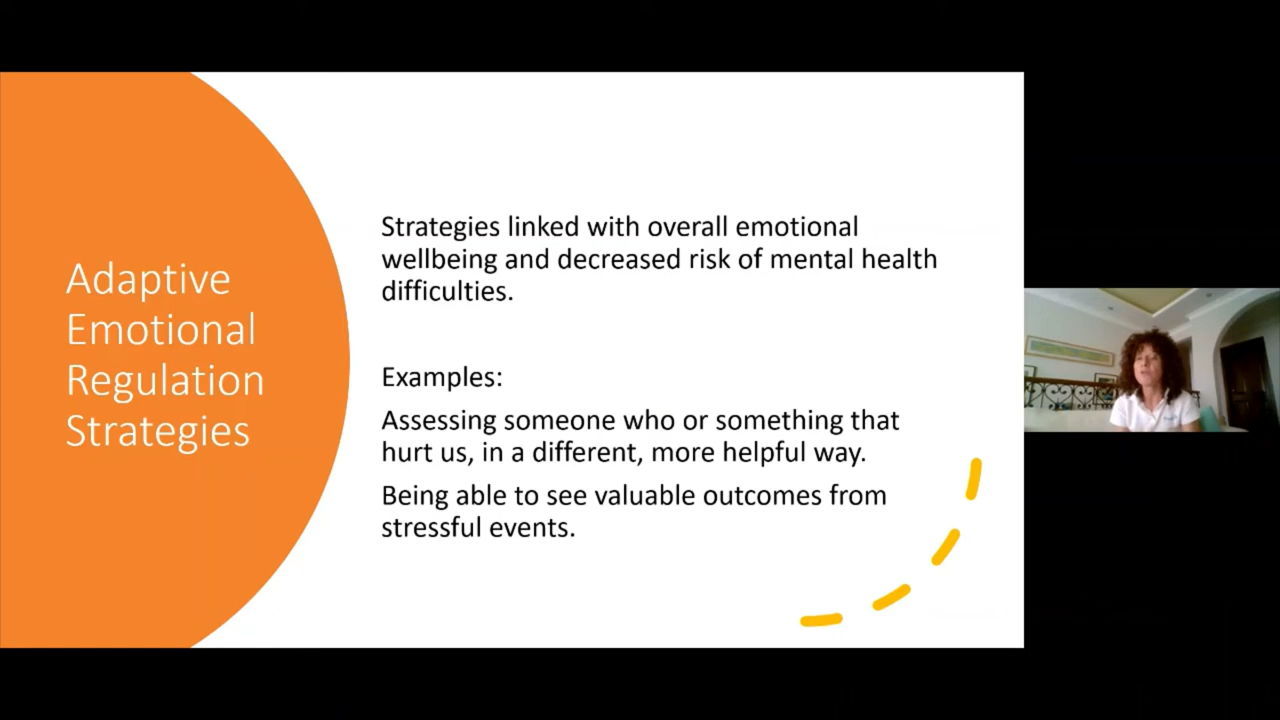 Adaptive
Emotional
Regulation
Strategies
Strategies linked with overall emotional
wellbeing and decreased risk of mental health
difficulties.
Examples:
Assessing someone who or something that
hurt us, in a different, more helpful way.
Being able to see valuable outcomes from
stressful events.